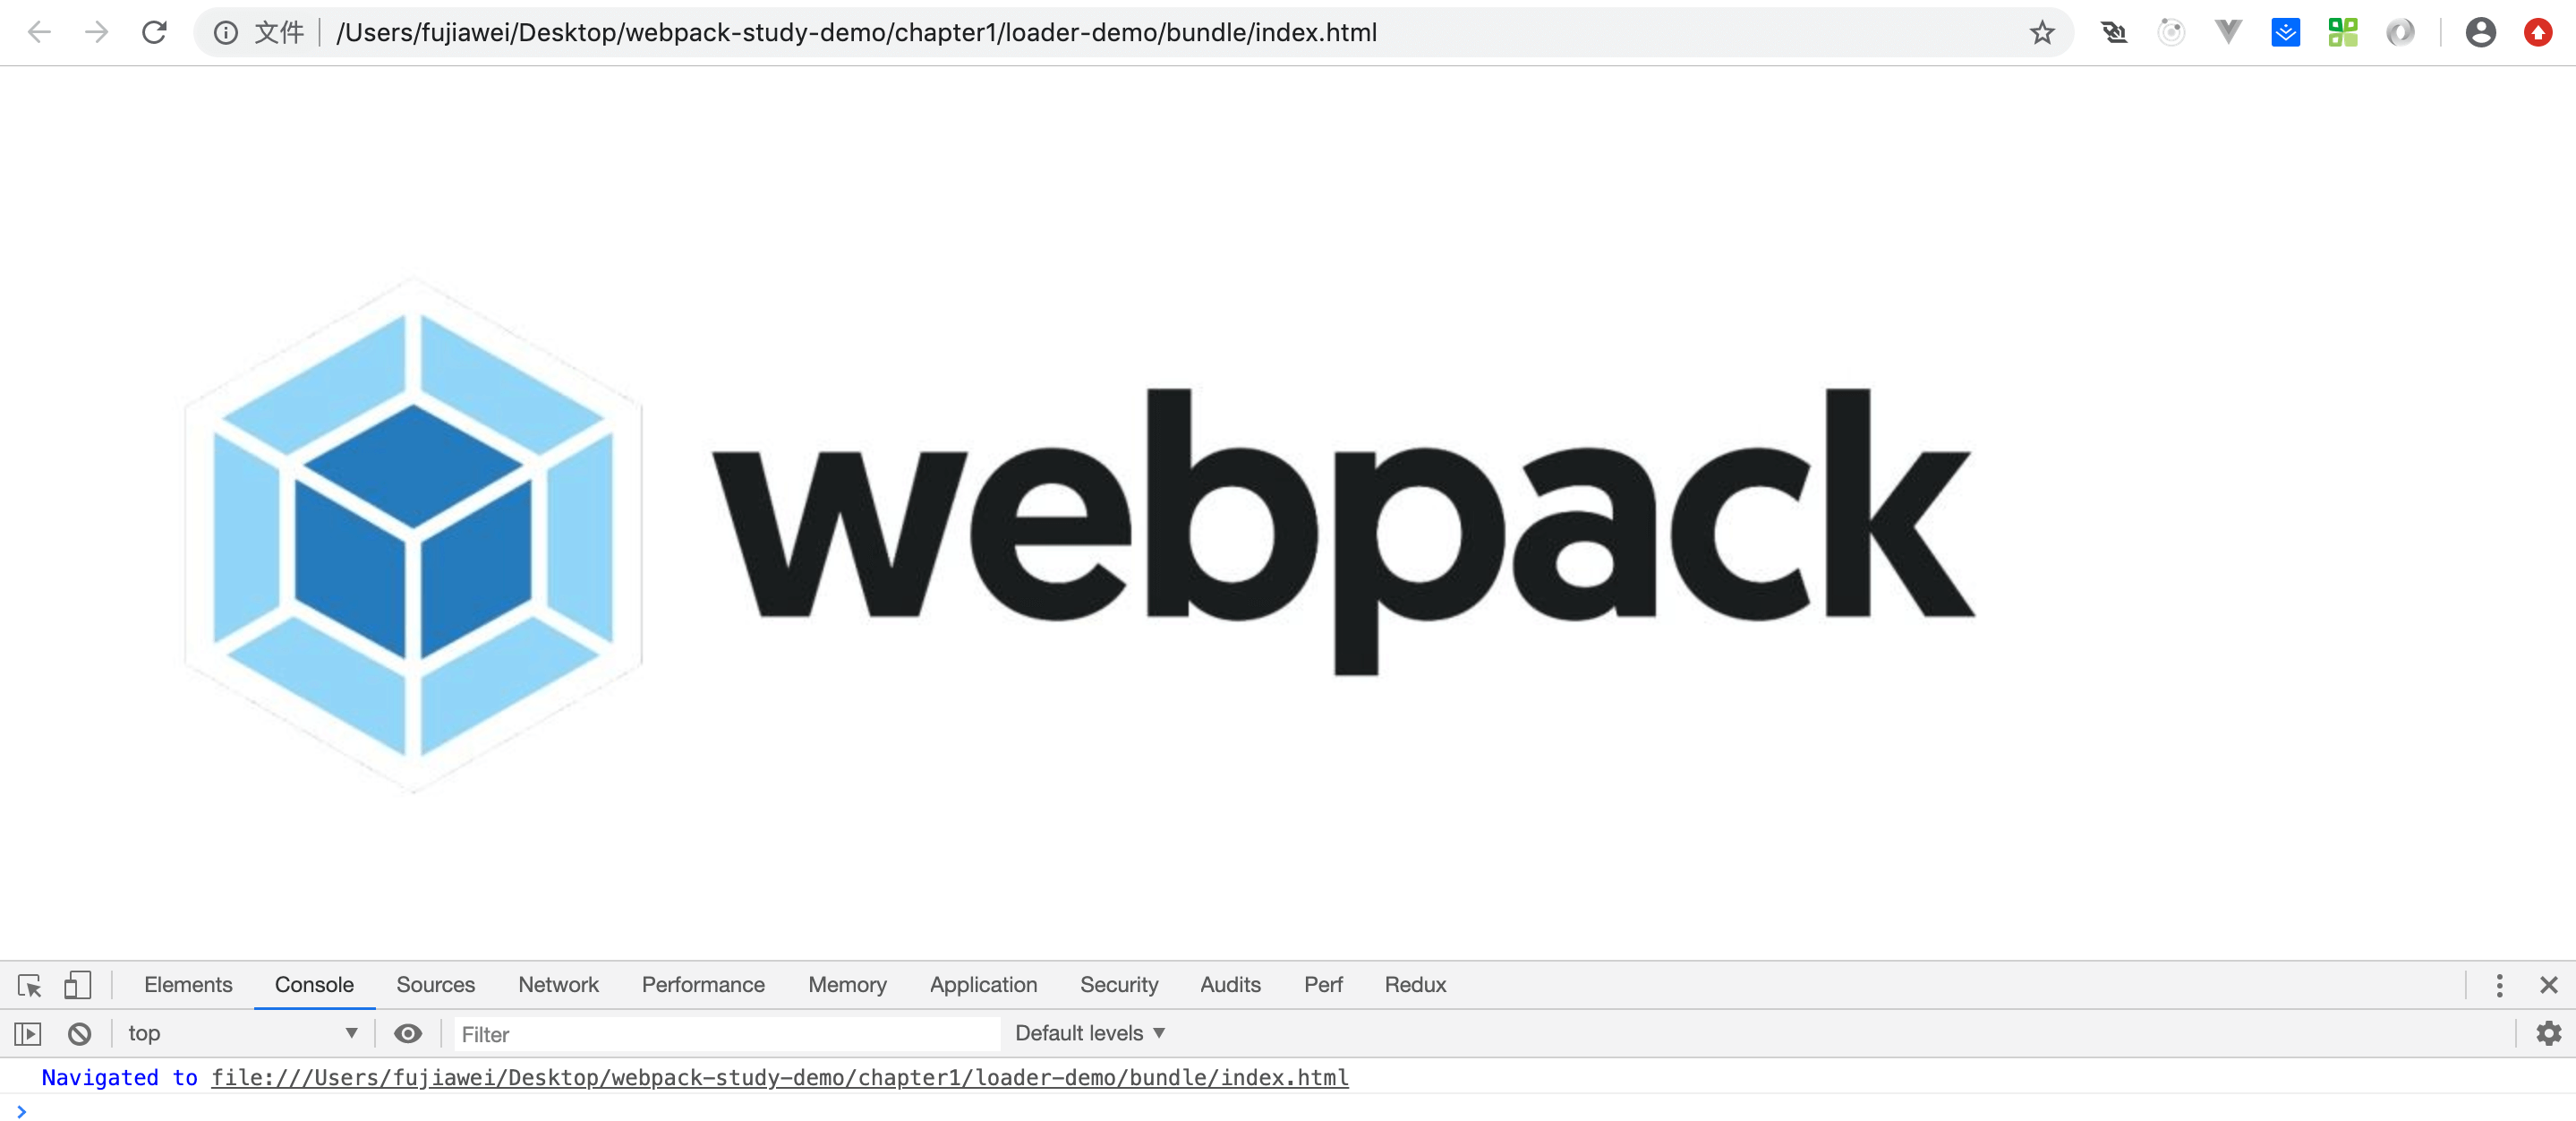 文件 /Users/fujiawei/Desktop/webpack-study-demo/chapter1/loader-demo/bundle/index.html
webpack
Elements Console Sources Network Performance Memory Application Security Audits Perf Redux
top Filter Default levels
Navigated to file:///Users/fujiawei/Desktop/webpack-study-demo/chapter1/loader-demo/bundle/index.html